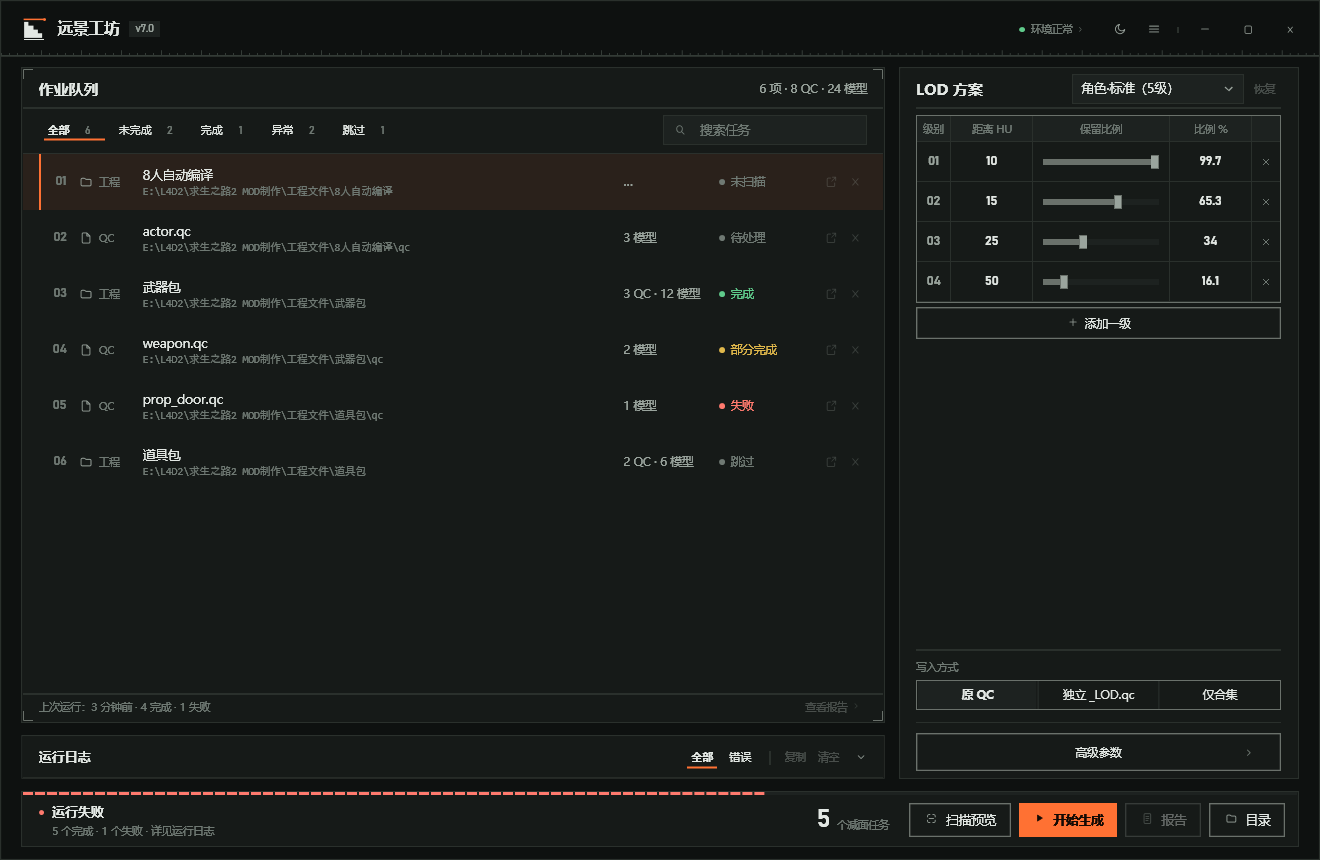 远景工坊 v7.0
环境正常
作业队列
6 项 · 8 QC · 24 模型
全部 6 未完成 2 完成 1 异常 2 跳过 1
搜索任务
01 工程 8人自动编译 ... 未扫描
E:\L4D2\求生之路2 MOD制作\工程文件\8人自动编译
02 QC actor.qc 3 模型 待处理
E:\L4D2\求生之路2 MOD制作\工程文件\8人自动编译\qc
03 工程 武器包 3 QC · 12 模型 完成
E:\L4D2\求生之路2 MOD制作\工程文件\武器包
04 QC weapon.qc 2 模型 部分完成
E:\L4D2\求生之路2 MOD制作\工程文件\武器包\qc
05 QC prop_door.qc 1 模型 失败
E:\L4D2\求生之路2 MOD制作\工程文件\道具包\qc
06 工程 道具包 2 QC · 6 模型 跳过
E:\L4D2\求生之路2 MOD制作\工程文件\道具包
上次运行：3 分钟前 · 4 完成 · 1 失败
查看报告
LOD 方案
角色·标准（5级）
恢复
级别 距离 HU 保留比例 比例 %
01 10 99.7
02 15 65.3
03 25 34
04 50 16.1
+ 添加一级
写入方式
原 QC 独立 _LOD.qc 仅合集
高级参数
运行日志
全部 错误 复制 清空
运行失败
5 个完成 · 1 个失败 · 详见运行日志
5 个减面任务
扫描预览
开始生成
报告
目录